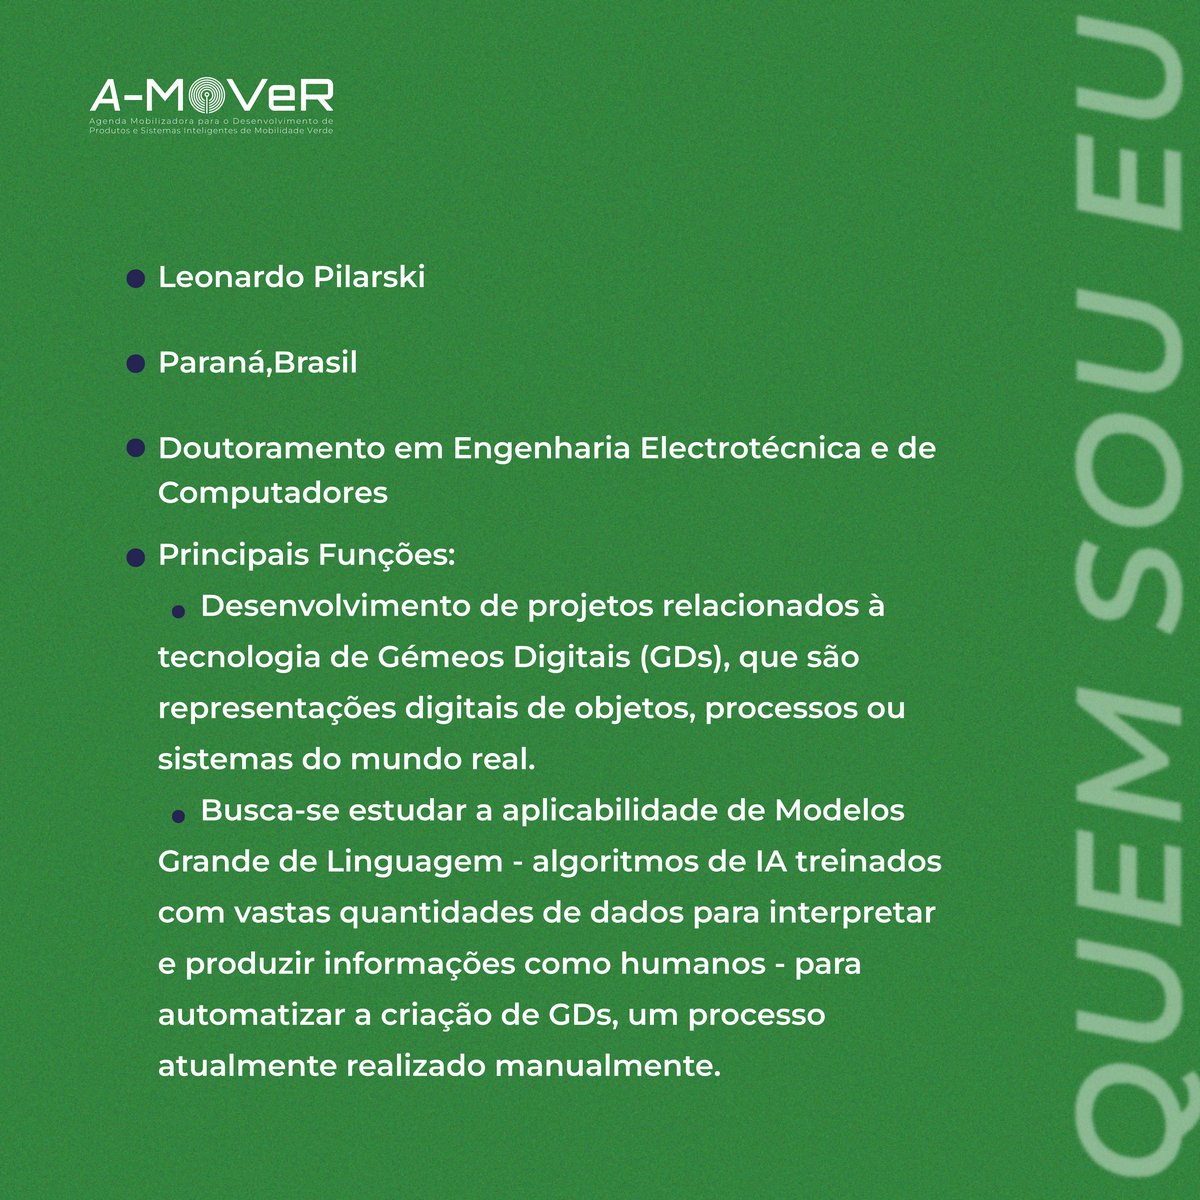 A-MOVeR
Agenda Mobilizadora para o Desenvolvimento de
Produtos e Sistemas Inteligentes de Mobilidade Verde
Leonardo Pilarski
Paraná,Brasil
Doutoramento em Engenharia Electrotécnica e de
Computadores
Principais Funções:
Desenvolvimento de projetos relacionados à
tecnologia de Gémeos Digitais (GDs), que são
representações digitais de objetos, processos ou
sistemas do mundo real.
Busca-se estudar a aplicabilidade de Modelos
Grande de Linguagem - algoritmos de IA treinados
com vastas quantidades de dados para interpretar
e produzir informações como humanos - para
automatizar a criação de GDs, um processo
atualmente realizado manualmente.
QUEM SOU EU